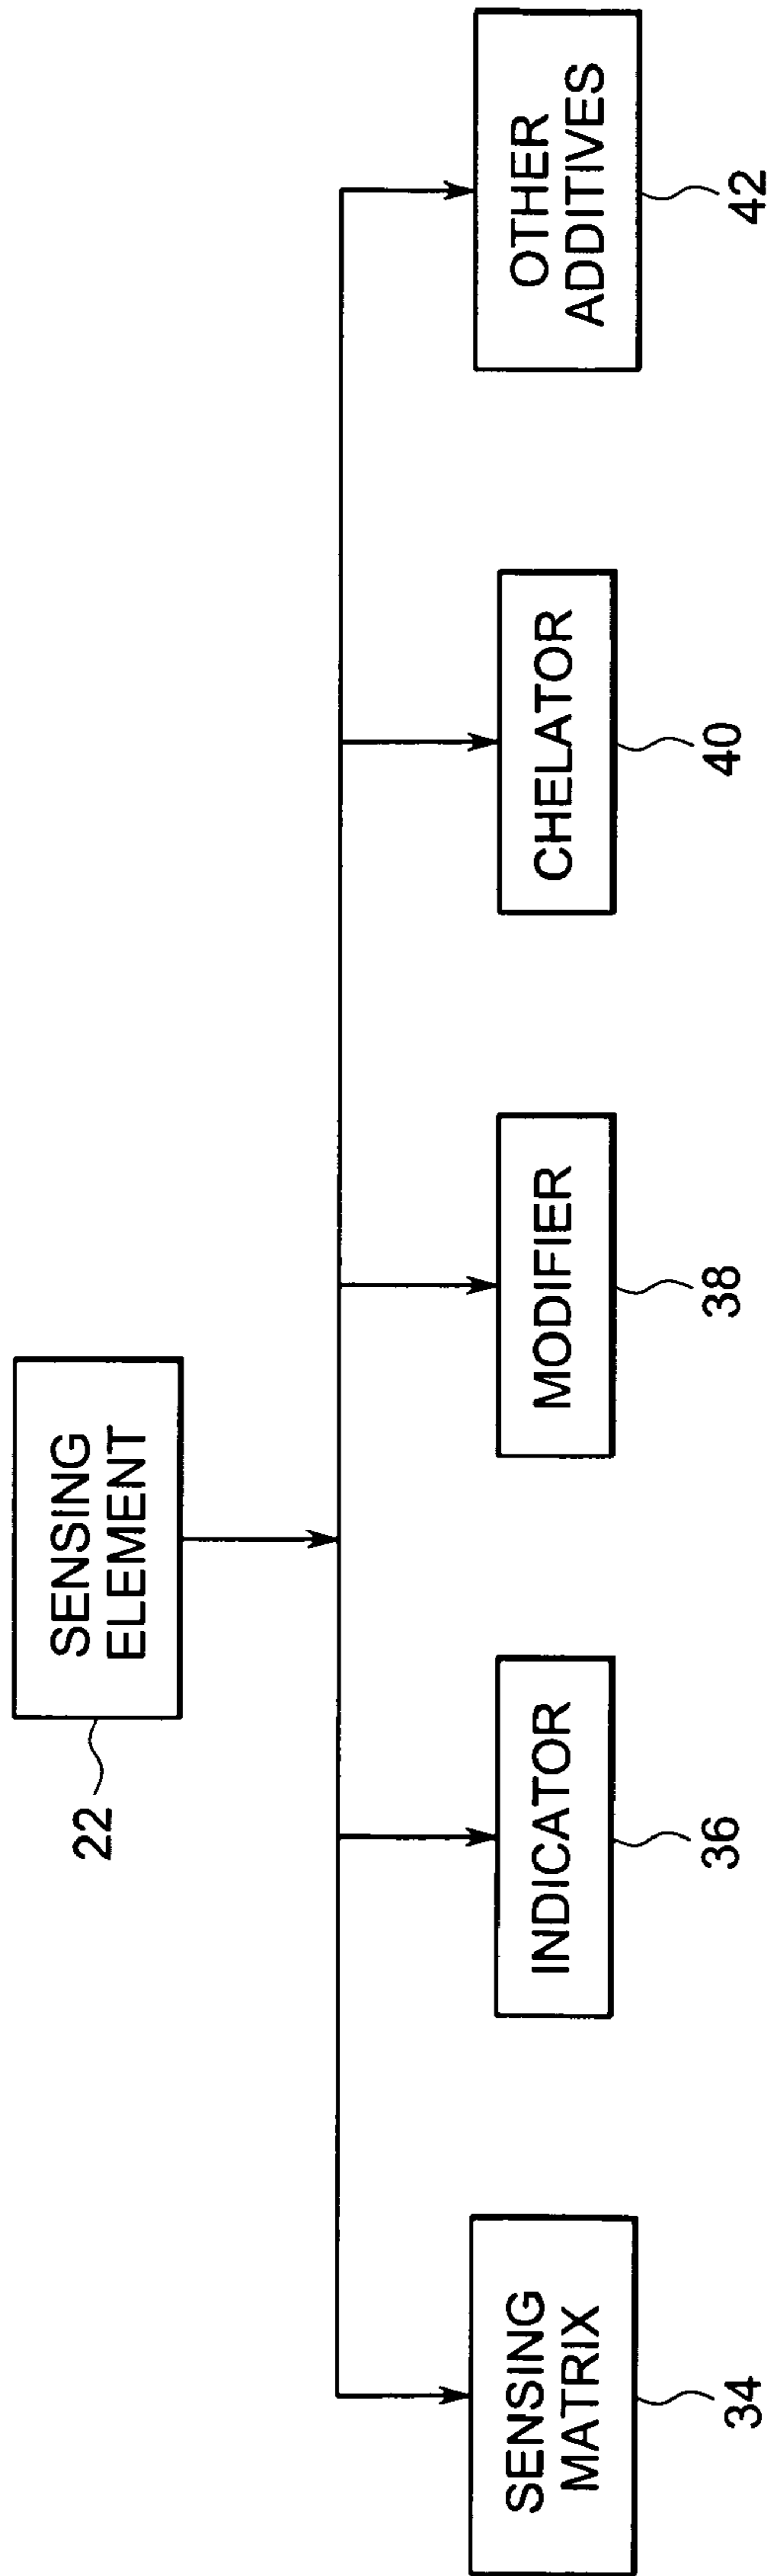 SENSING
ELEMENT
22
SENSING
MATRIX
34
INDICATOR
36
MODIFIER
38
CHELATOR
40
OTHER
ADDITIVES
42